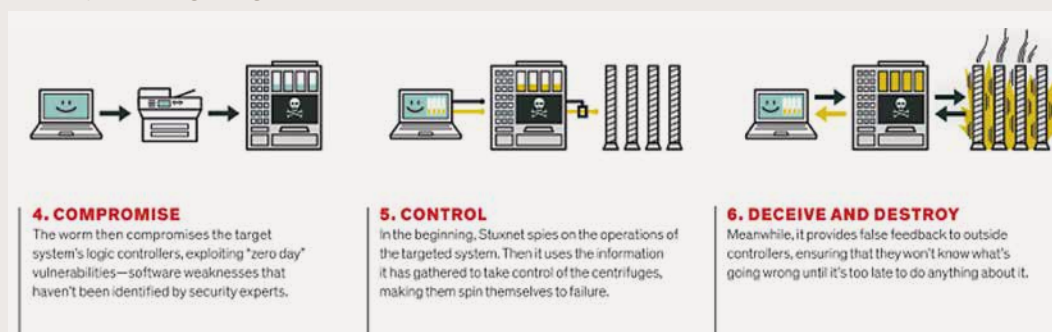 4. COMPROMISE
The worm then compromises the target
system's logic controllers, exploiting "zero day"
vulnerabilities—software weaknesses that
haven't been identified by security experts.
5. CONTROL
In the beginning, Stuxnet spies on the operations of
the targeted system. Then it uses the information
it has gathered to take control of the centrifuges,
making them spin themselves to failure.
6. DECEIVE AND DESTROY
Meanwhile, it provides false feedback to outside
controllers, ensuring that they won't know what's
going wrong until it's too late to do anything about it.